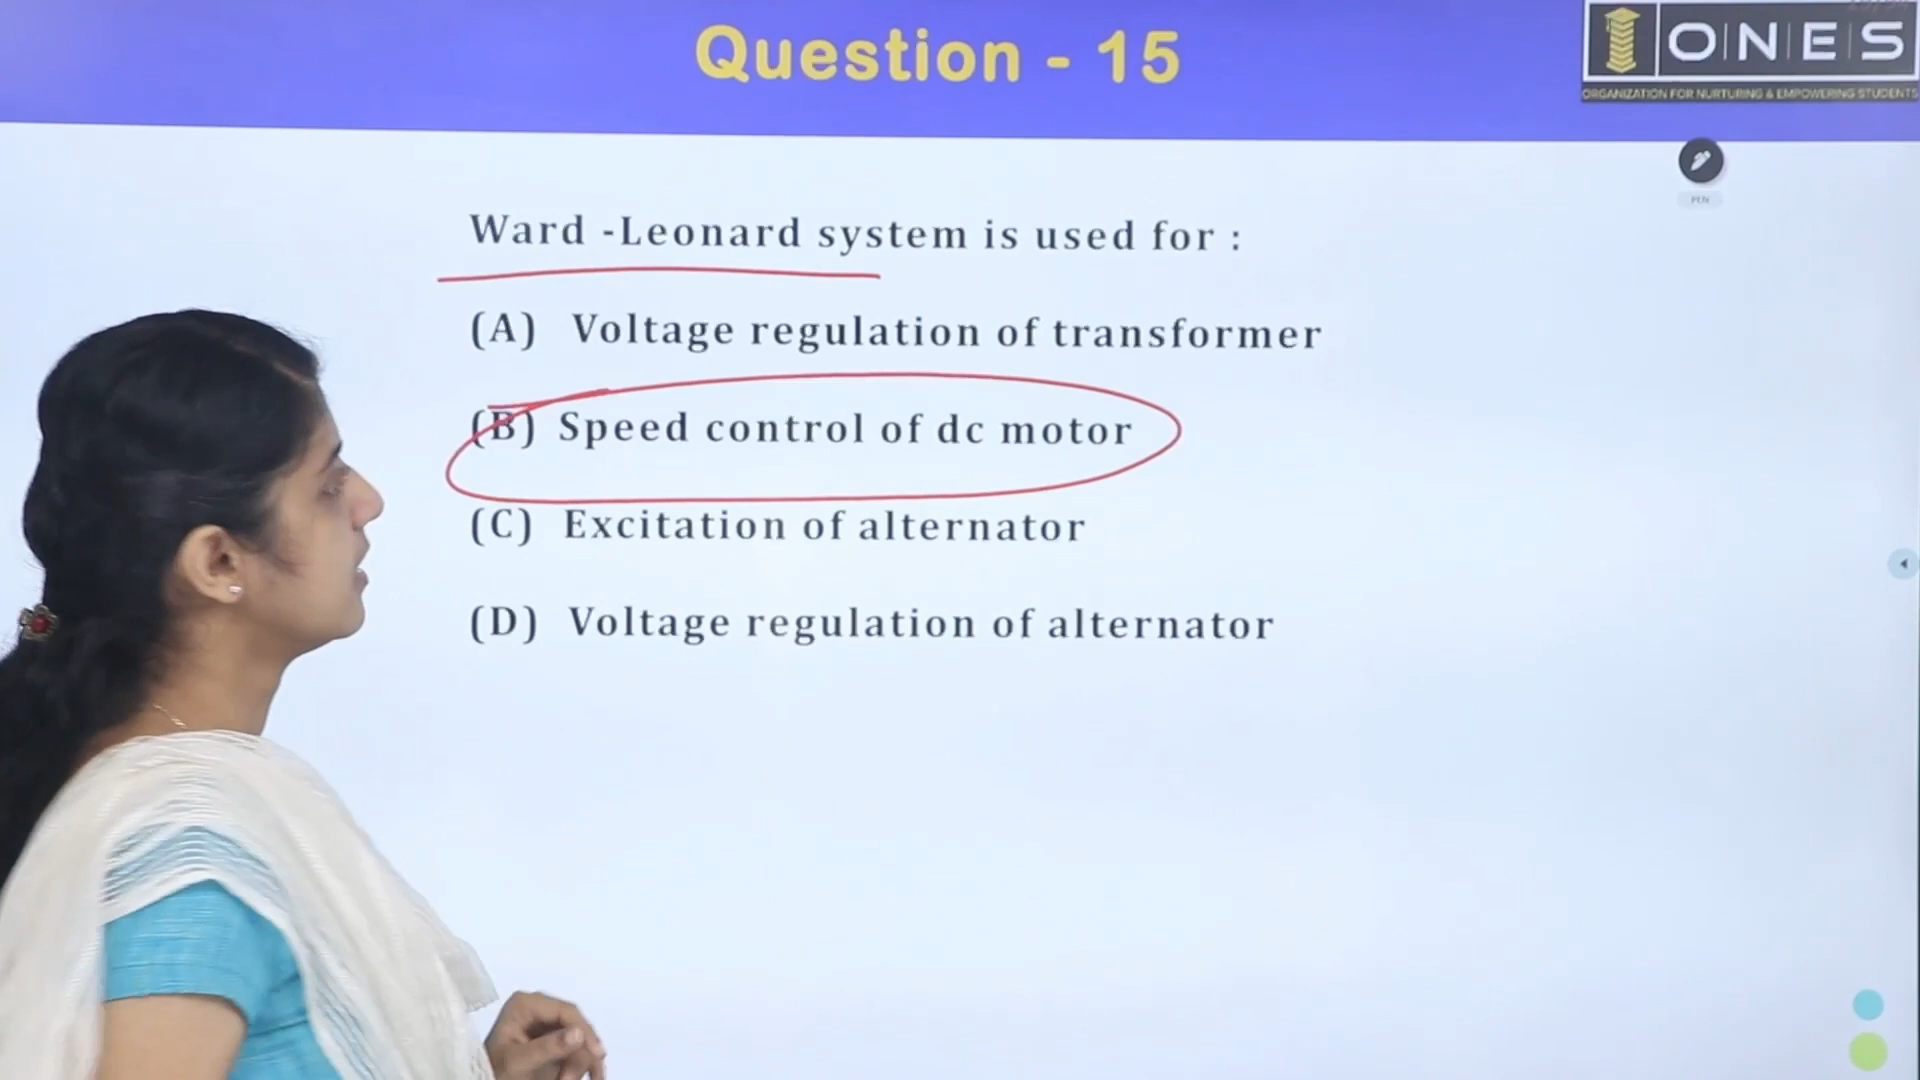 Question - 15
O|N|E|S
ORGANIZATION FOR NURTURING & EMPOWERING STUDENTS
PEN
Ward -Leonard system is used for :
(A) Voltage regulation of transformer
(B) Speed control of dc motor
(C) Excitation of alternator
(D) Voltage regulation of alternator